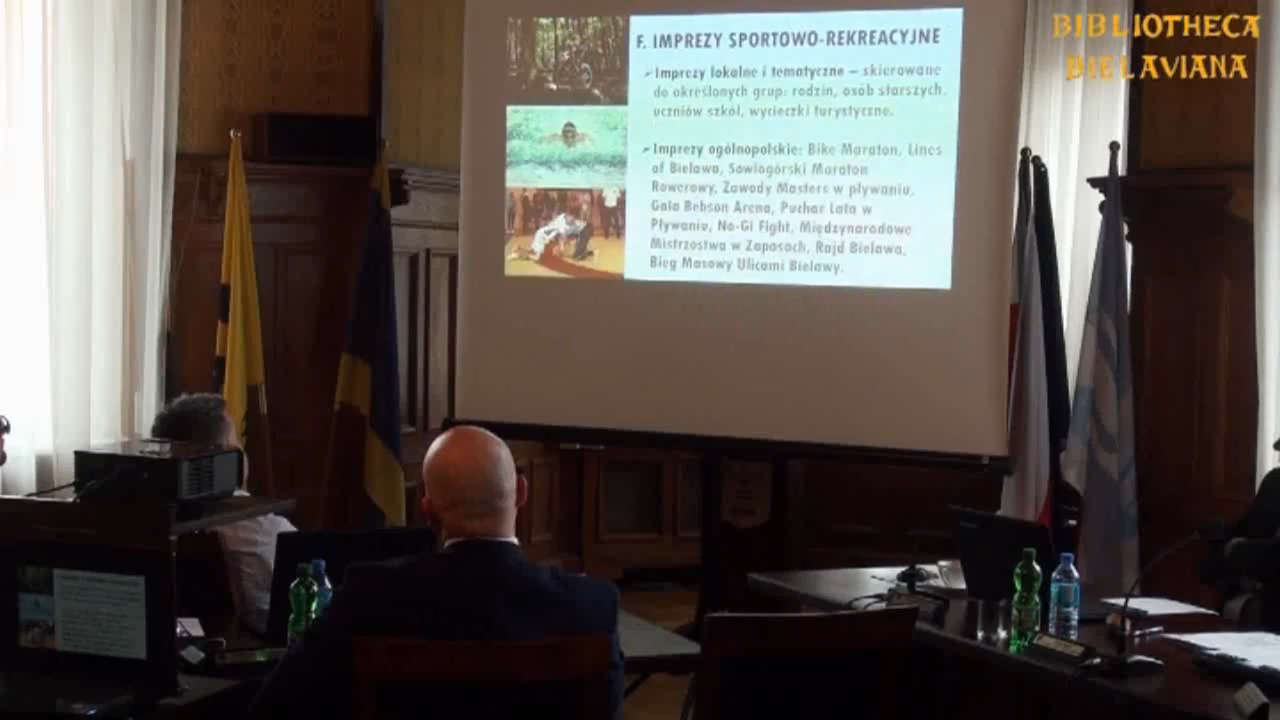 BIBLIOTHECA
BIELAVIANA
F. IMPREZY SPORTOWO-REKREACYJNE
Imprezy lokalne i tematyczne – skierowane
do określonych grup: rodzin, osób starszych,
uczniów szkół, wycieczki turystyczne.
Imprezy ogólnopolskie: Bike Maraton, Lines
of Bielawa, Sowiogórski Maraton
Rowerowy, Zawody Masters w pływaniu,
Gala Bebson Arena, Puchar Lata w
Pływaniu, No-Gi Fight, Międzynarodowe
Mistrzostwa w Zapasach, Rajd Bielawa,
Bieg Masowy Ulicami Bielawy.